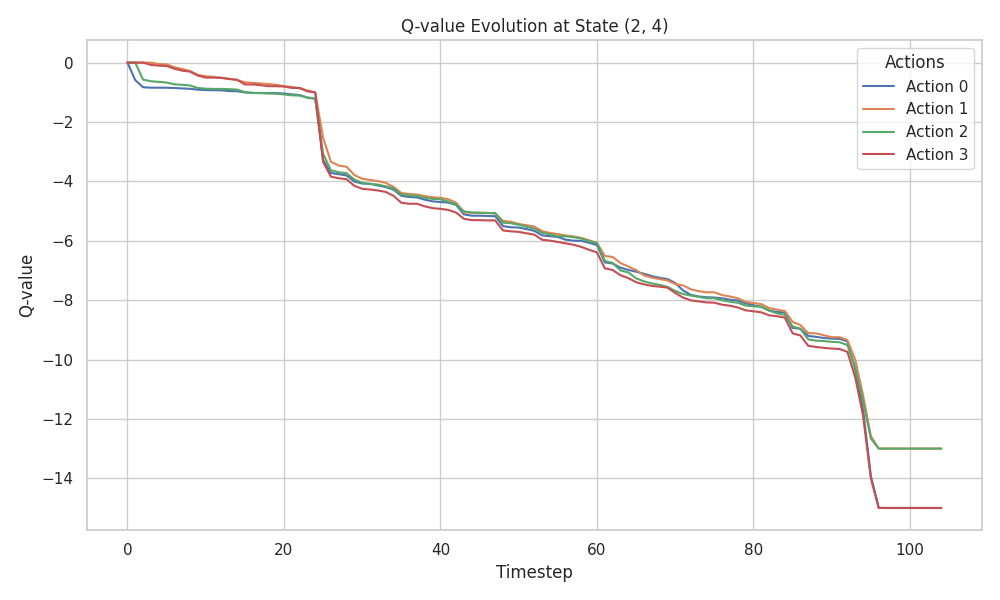 Q-value Evolution at State (2, 4)
Actions
Action 0
Action 1
Action 2
Action 3
Q-value
0
−2
−4
−6
−8
−10
−12
−14
0 20 40 60 80 100
Timestep